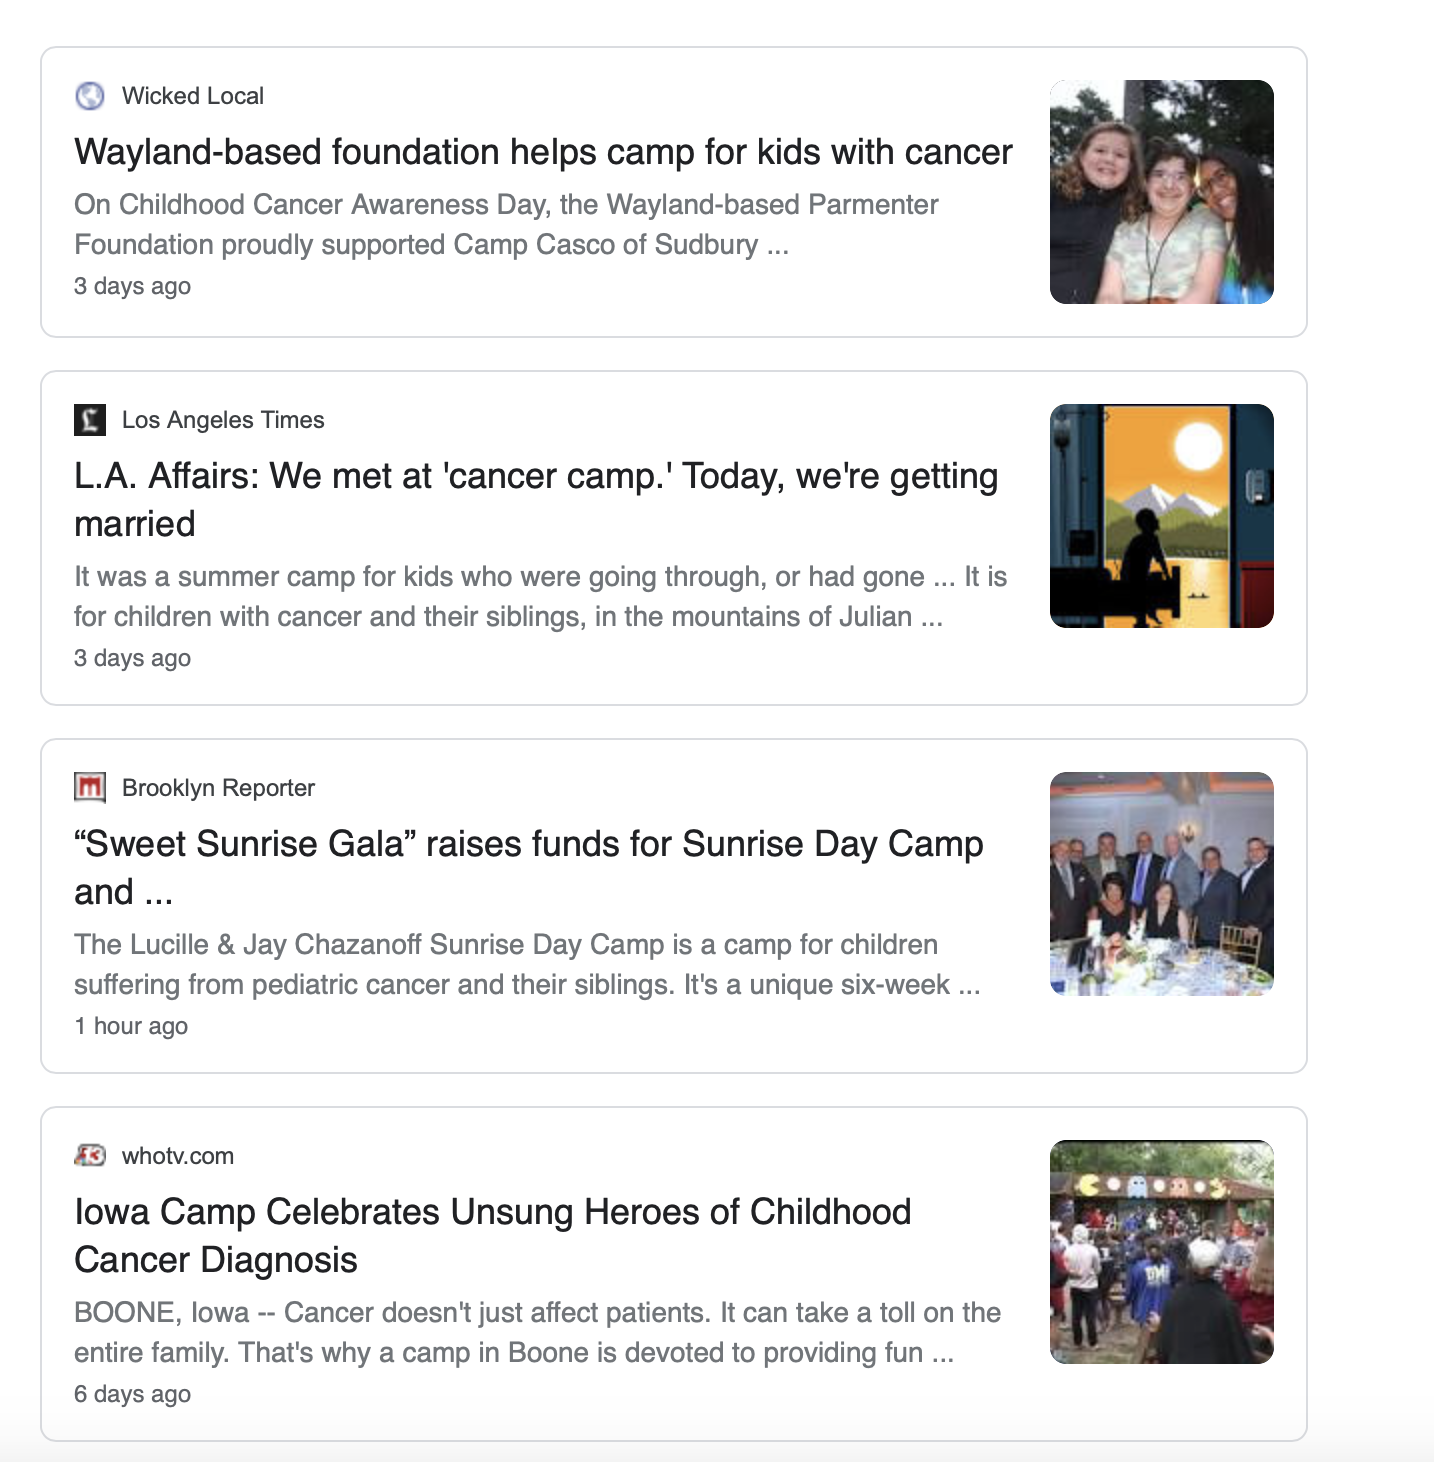 Wicked Local
Wayland-based foundation helps camp for kids with cancer
On Childhood Cancer Awareness Day, the Wayland-based Parmenter
Foundation proudly supported Camp Casco of Sudbury ...
3 days ago
Los Angeles Times
L.A. Affairs: We met at 'cancer camp.' Today, we're getting
married
It was a summer camp for kids who were going through, or had gone ... It is
for children with cancer and their siblings, in the mountains of Julian ...
3 days ago
Brooklyn Reporter
“Sweet Sunrise Gala” raises funds for Sunrise Day Camp
and ...
The Lucille & Jay Chazanoff Sunrise Day Camp is a camp for children
suffering from pediatric cancer and their siblings. It's a unique six-week ...
1 hour ago
whotv.com
Iowa Camp Celebrates Unsung Heroes of Childhood
Cancer Diagnosis
BOONE, Iowa -- Cancer doesn't just affect patients. It can take a toll on the
entire family. That's why a camp in Boone is devoted to providing fun ...
6 days ago